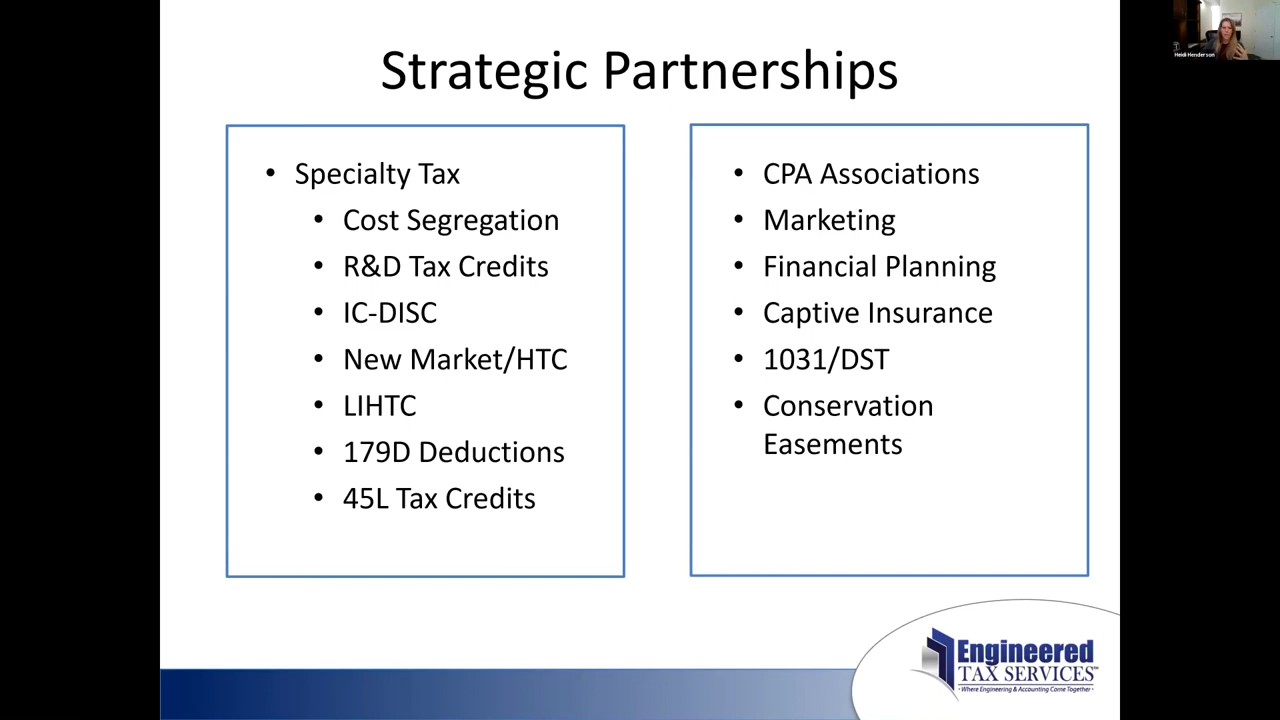 Strategic Partnerships
• Specialty Tax
• Cost Segregation
• R&D Tax Credits
• IC-DISC
• New Market/HTC
• LIHTC
• 179D Deductions
• 45L Tax Credits
• CPA Associations
• Marketing
• Financial Planning
• Captive Insurance
• 1031/DST
• Conservation
Easements
Heidi Henderson
Engineered
TAX SERVICES™
• Where Engineering & Accounting Come Together •